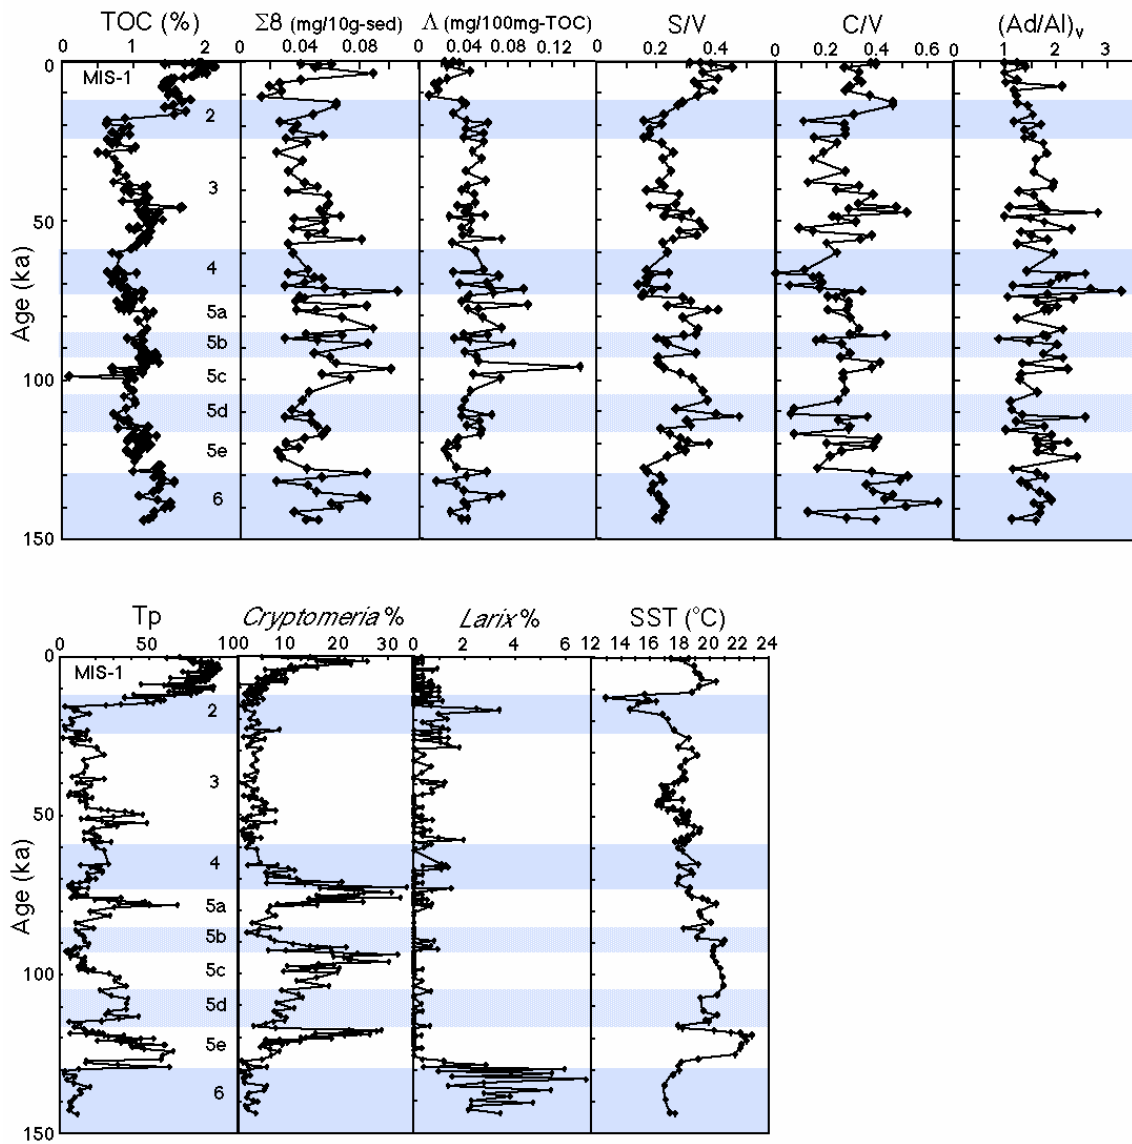 TOC (%) Σ8 (mg/10g-sed) Λ (mg/100mg-TOC) S/V C/V (Ad/Al)v
0 1 2 0 0.04 0.08 0 0.04 0.08 0.14 0.2 0.4 0 0.2 0.4 0.6 0 1 2 3
0
MIS-1
2
3
50
4
5a
5b
5c
100
5d
5e
6
150
Age (ka)
Tp Cryptomeria % Larix % SST (°C)
0 50 100 10 20 30 0 2 4 6 12 14 16 18 20 22 24
0
MIS-1
2
3
50
4
5a
5b
5c
100
5d
5e
6
150
Age (ka)